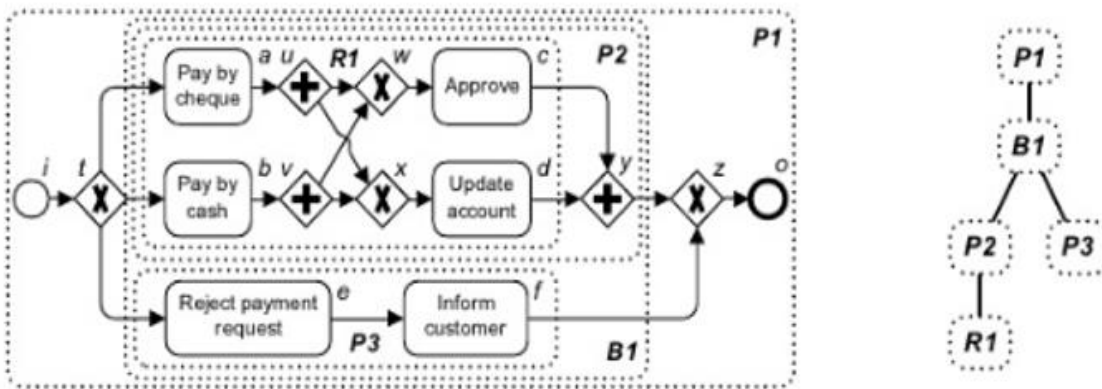 P1
P2
a u R1 w c
Pay by
cheque
Approve
i t
o
b v x d y z
Pay by
cash
Update
account
e f
Reject payment
request
Inform
customer
P3
B1
P1
B1
P2 P3
R1